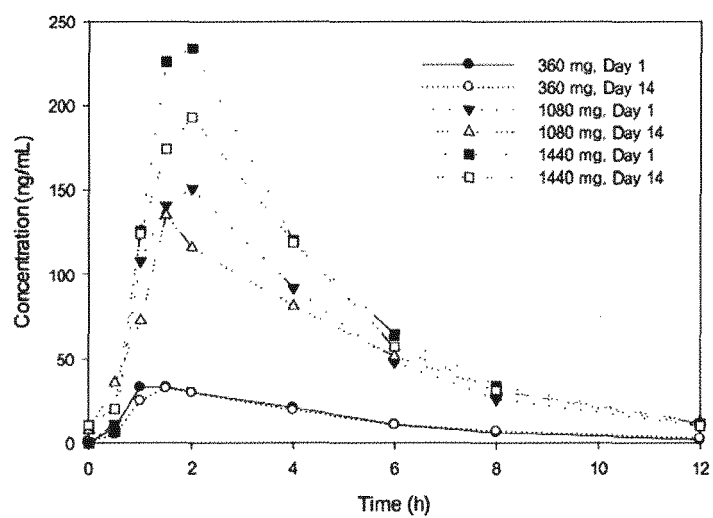 250
200
150
100
50
0
Concentration (ng/mL)
360 mg, Day 1
360 mg, Day 14
1080 mg, Day 1
1080 mg, Day 14
1440 mg, Day 1
1440 mg, Day 14
0 2 4 6 8 10 12
Time (h)